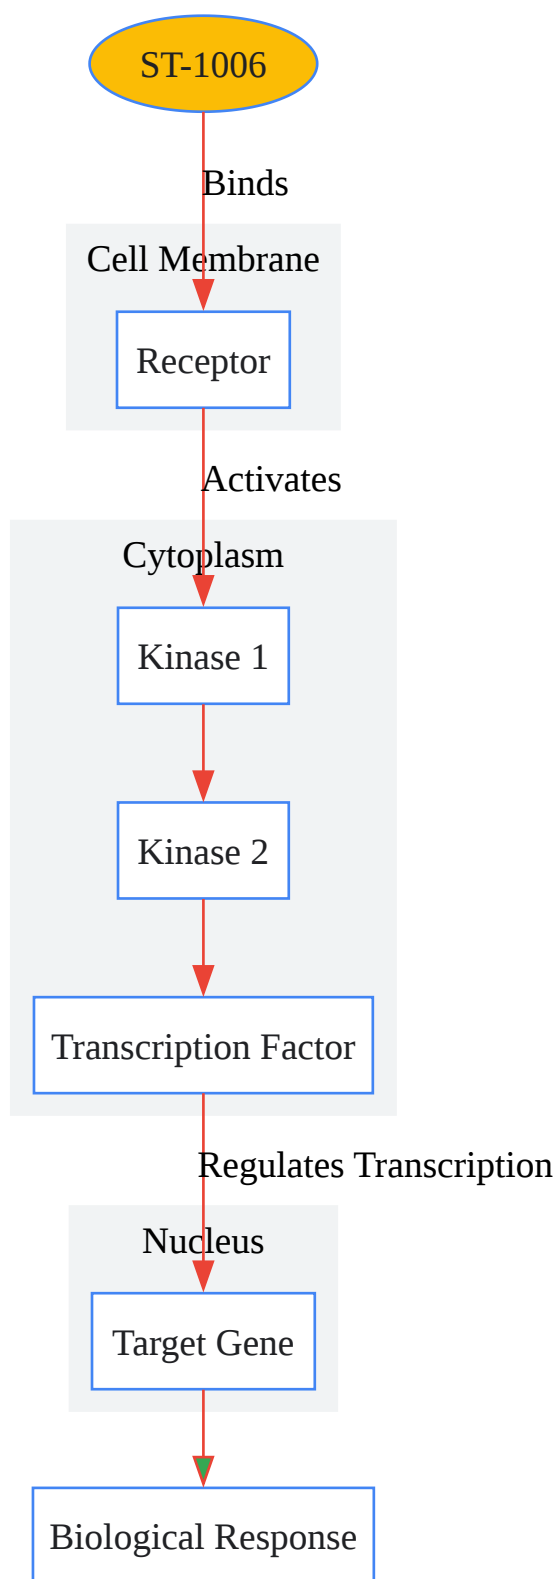 ST-1006
Binds
Cell Membrane
Receptor
Activates
Cytoplasm
Kinase 1
Kinase 2
Transcription Factor
Regulates Transcription
Nucleus
Target Gene
Biological Response